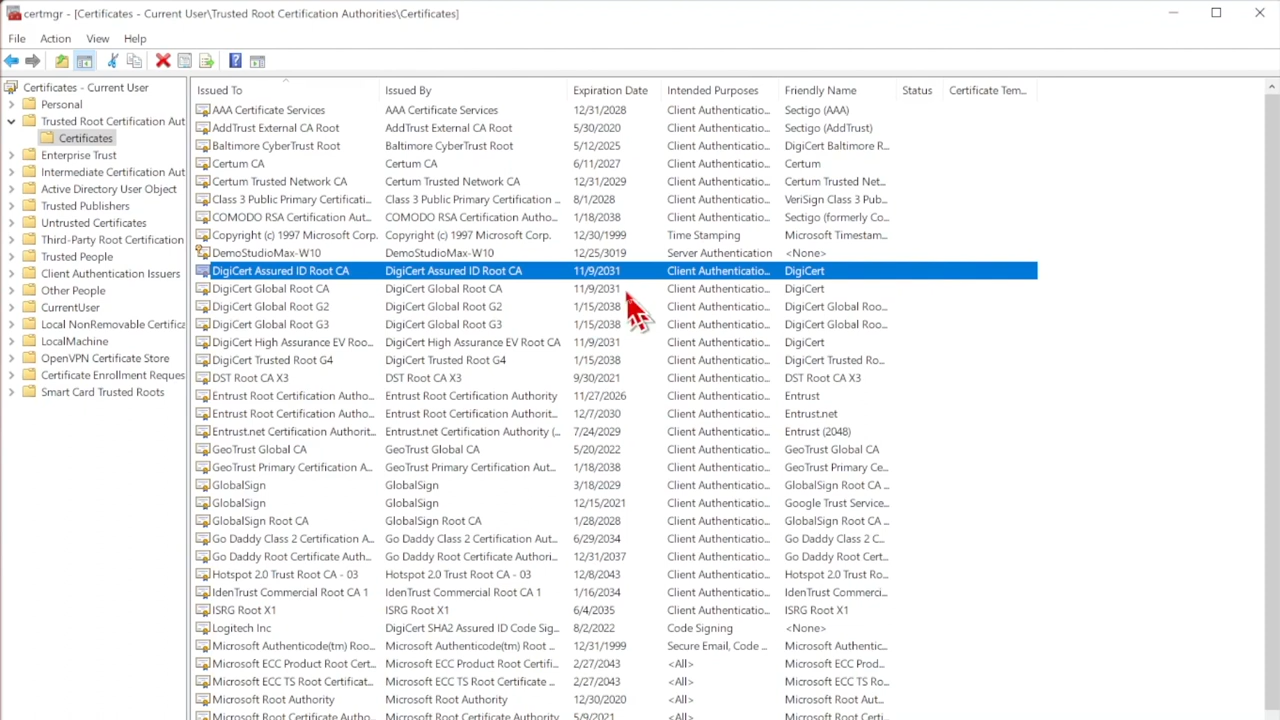 certmgr - [Certificates - Current User\Trusted Root Certification Authorities\Certificates]
File Action View Help
Certificates - Current User
Personal
Trusted Root Certification Aut
Certificates
Enterprise Trust
Intermediate Certification Aut
Active Directory User Object
Trusted Publishers
Untrusted Certificates
Third-Party Root Certification
Trusted People
Client Authentication Issuers
Other People
CurrentUser
Local NonRemovable Certifica
LocalMachine
OpenVPN Certificate Store
Certificate Enrollment Reques
Smart Card Trusted Roots
Issued To Issued By Expiration Date Intended Purposes Friendly Name Status Certificate Tem...
AAA Certificate Services AAA Certificate Services 12/31/2028 Client Authenticatio... Sectigo (AAA)
AddTrust External CA Root AddTrust External CA Root 5/30/2020 Client Authenticatio... Sectigo (AddTrust)
Baltimore CyberTrust Root Baltimore CyberTrust Root 5/12/2025 Client Authenticatio... DigiCert Baltimore R...
Certum CA Certum CA 6/11/2027 Client Authenticatio... Certum
Certum Trusted Network CA Certum Trusted Network CA 12/31/2029 Client Authenticatio... Certum Trusted Net...
Class 3 Public Primary Certificati... Class 3 Public Primary Certification ... 8/1/2028 Client Authenticatio... VeriSign Class 3 Pub...
COMODO RSA Certification Aut... COMODO RSA Certification Autho... 1/18/2038 Client Authenticatio... Sectigo (formerly Co...
Copyright (c) 1997 Microsoft Corp. Copyright (c) 1997 Microsoft Corp. 12/30/1999 Time Stamping Microsoft Timestam...
DemoStudioMax-W10 DemoStudioMax-W10 12/25/3019 Server Authentication <None>
DigiCert Assured ID Root CA DigiCert Assured ID Root CA 11/9/2031 Client Authenticatio... DigiCert
DigiCert Global Root CA DigiCert Global Root CA 11/9/2031 Client Authenticatio... DigiCert
DigiCert Global Root G2 DigiCert Global Root G2 1/15/2038 Client Authenticatio... DigiCert Global Roo...
DigiCert Global Root G3 DigiCert Global Root G3 1/15/2038 Client Authenticatio... DigiCert Global Roo...
DigiCert High Assurance EV Roo... DigiCert High Assurance EV Root CA 11/9/2031 Client Authenticatio... DigiCert
DigiCert Trusted Root G4 DigiCert Trusted Root G4 1/15/2038 Client Authenticatio... DigiCert Trusted Ro...
DST Root CA X3 DST Root CA X3 9/30/2021 Client Authenticatio... DST Root CA X3
Entrust Root Certification Autho... Entrust Root Certification Authority 11/27/2026 Client Authenticatio... Entrust
Entrust Root Certification Autho... Entrust Root Certification Authorit... 12/7/2030 Client Authenticatio... Entrust.net
Entrust.net Certification Authorit... Entrust.net Certification Authority (... 7/24/2029 Client Authenticatio... Entrust (2048)
GeoTrust Global CA GeoTrust Global CA 5/20/2022 Client Authenticatio... GeoTrust Global CA
GeoTrust Primary Certification A... GeoTrust Primary Certification Aut... 1/18/2038 Client Authenticatio... GeoTrust Primary Ce...
GlobalSign GlobalSign 3/18/2029 Client Authenticatio... GlobalSign Root CA ...
GlobalSign GlobalSign 12/15/2021 Client Authenticatio... Google Trust Service...
GlobalSign Root CA GlobalSign Root CA 1/28/2028 Client Authenticatio... GlobalSign Root CA ...
Go Daddy Class 2 Certification A... Go Daddy Class 2 Certification Aut... 6/29/2034 Client Authenticatio... Go Daddy Class 2 C...
Go Daddy Root Certificate Auth... Go Daddy Root Certificate Authori... 12/31/2037 Client Authenticatio... Go Daddy Root Cert...
Hotspot 2.0 Trust Root CA - 03 Hotspot 2.0 Trust Root CA - 03 12/8/2043 Client Authenticatio... Hotspot 2.0 Trust Ro...
IdenTrust Commercial Root CA 1 IdenTrust Commercial Root CA 1 1/16/2034 Client Authenticatio... IdenTrust Commerci...
ISRG Root X1 ISRG Root X1 6/4/2035 Client Authenticatio... ISRG Root X1
Logitech Inc DigiCert SHA2 Assured ID Code Sig... 8/2/2022 Code Signing <None>
Microsoft Authenticode(tm) Roo... Microsoft Authenticode(tm) Root ... 12/31/1999 Secure Email, Code ... Microsoft Authentic...
Microsoft ECC Product Root Cert... Microsoft ECC Product Root Certifi... 2/27/2043 <All> Microsoft ECC Prod...
Microsoft ECC TS Root Certificat... Microsoft ECC TS Root Certificate ... 2/27/2043 <All> Microsoft ECC TS Ro...
Microsoft Root Authority Microsoft Root Authority 12/30/2020 <All> Microsoft Root Aut...
Microsoft Root Certificate Autho... Microsoft Root Certificate Authori... 5/9/2021 <All> Microsoft Root Certi...